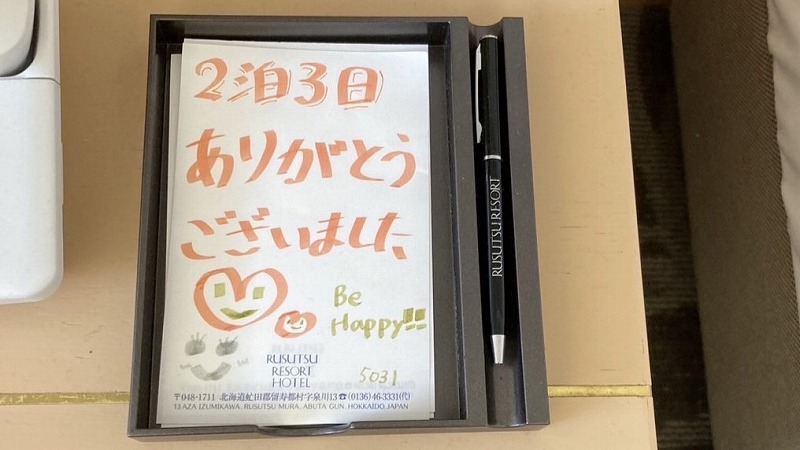 2泊3日
ありがとう
ございました、
Be
Happy!!
5031
RUSUTSU
RESORT
HOTEL
〒048-1711 北海道虻田郡留寿都村字泉川13☎(0136)46-3331(代)
13 AZA IZUMIKAWA, RUSUTSU MURA, ABUTA GUN, HOKKAIDO, JAPAN
RUSUTSU RESORT